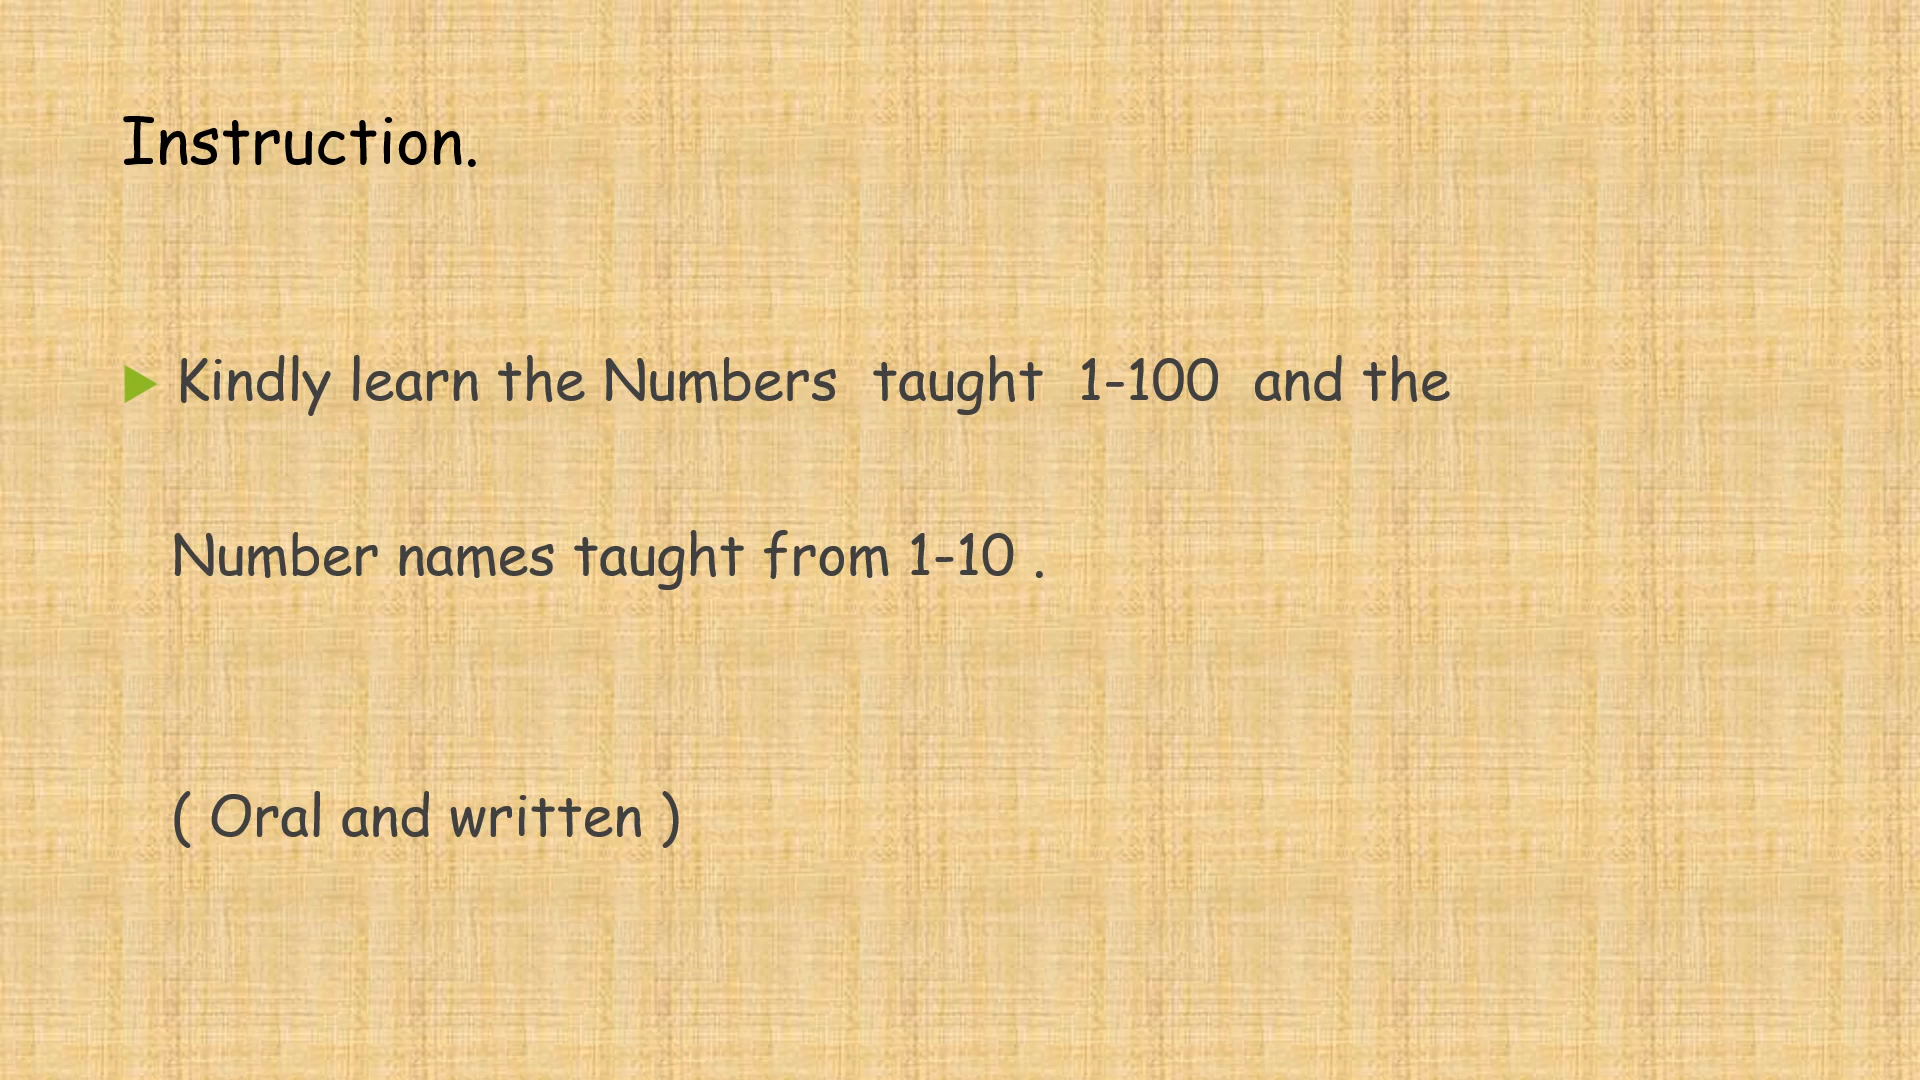 Instruction.
Kindly learn the Numbers taught 1-100 and the
Number names taught from 1-10 .
( Oral and written )